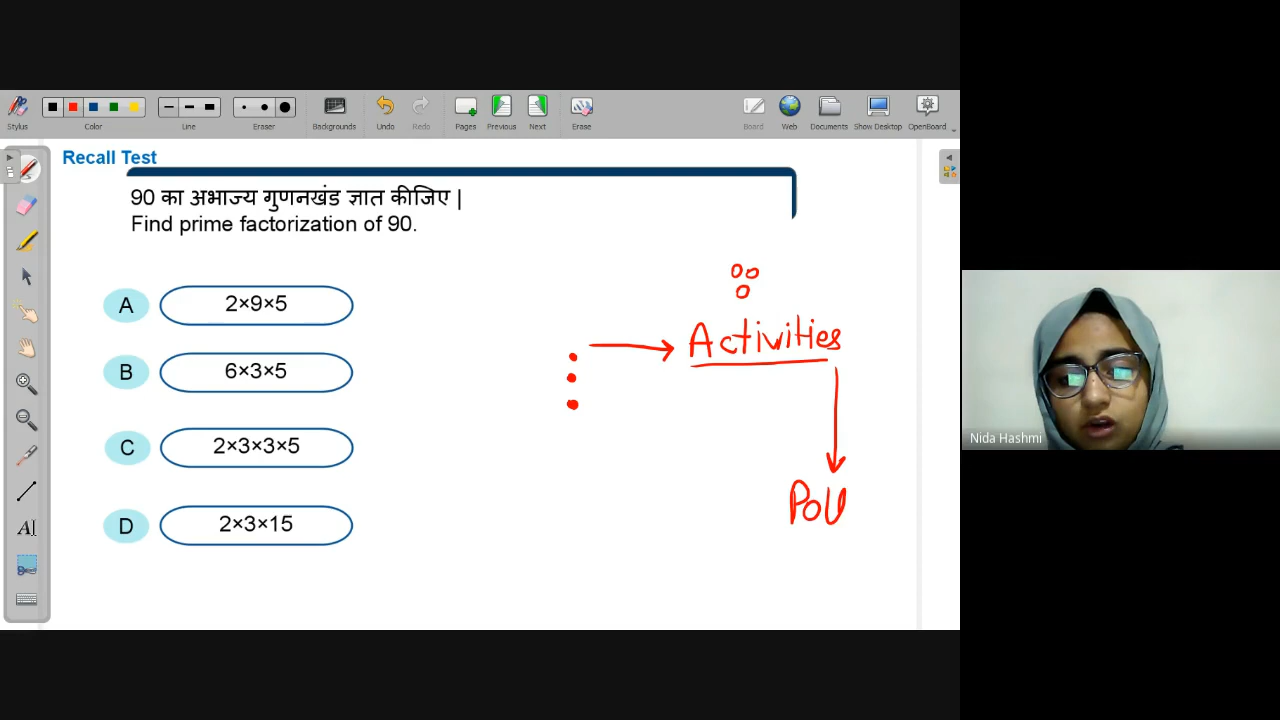 Stylus
Color
Line
Eraser
Backgrounds
Undo
Redo
Pages
Previous
Next
Erase
Board
Web
Documents
Show Desktop
OpenBoard
Recall Test
90 का अभाज्य गुणनखंड ज्ञात कीजिए |
Find prime factorization of 90.
A 2×9×5
B 6×3×5
C 2×3×3×5
D 2×3×15
Activities
Poll
Nida Hashmi